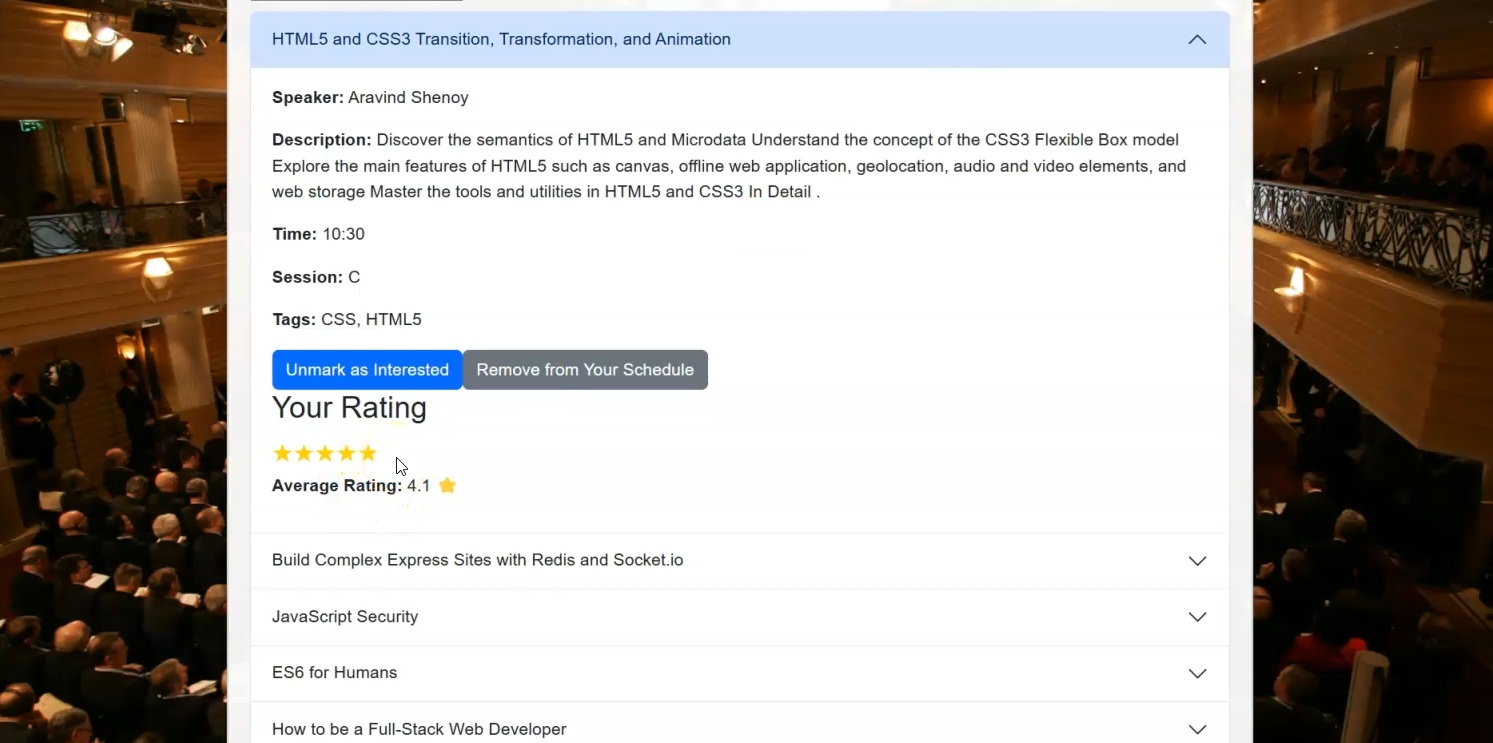 HTML5 and CSS3 Transition, Transformation, and Animation
Speaker: Aravind Shenoy
Description: Discover the semantics of HTML5 and Microdata Understand the concept of the CSS3 Flexible Box model
Explore the main features of HTML5 such as canvas, offline web application, geolocation, audio and video elements, and
web storage Master the tools and utilities in HTML5 and CSS3 In Detail .
Time: 10:30
Session: C
Tags: CSS, HTML5
Unmark as Interested Remove from Your Schedule
Your Rating
★★★★★
Average Rating: 4.1
Build Complex Express Sites with Redis and Socket.io
JavaScript Security
ES6 for Humans
How to be a Full-Stack Web Developer